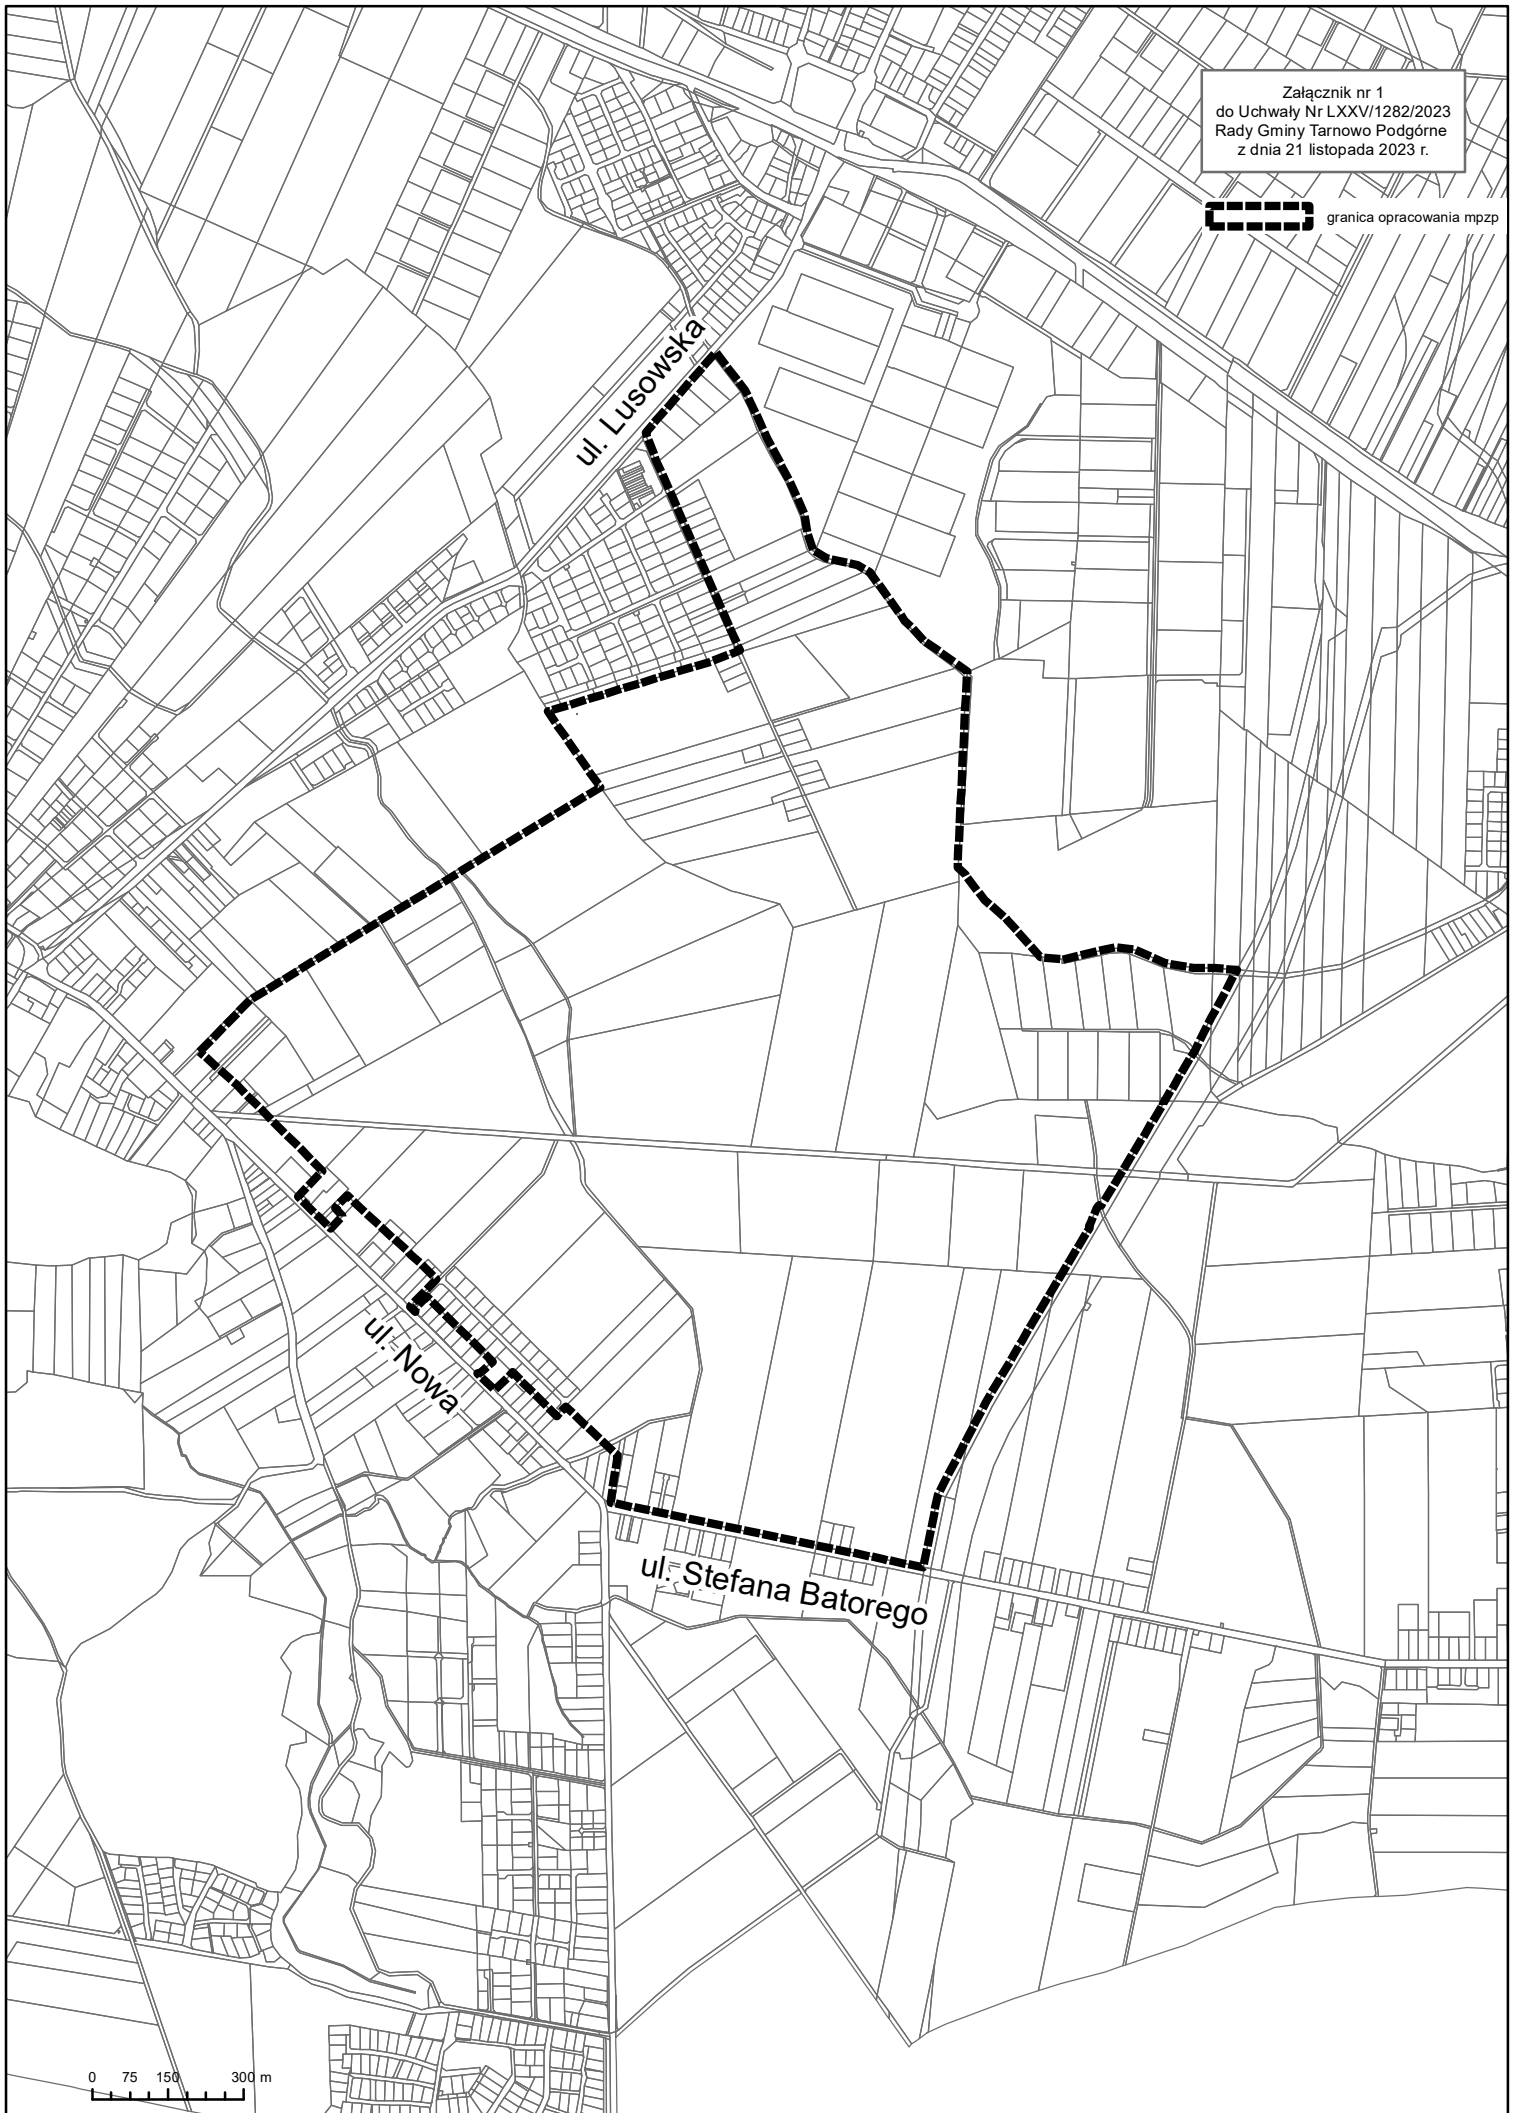 Załącznik nr 1
do Uchwały Nr LXXV/1282/2023
Rady Gminy Tarnowo Podgórne
z dnia 21 listopada 2023 r.
granica opracowania mpzp
ul. Lusowska
ul. Nowa
ul. Stefana Batorego
0 75 150 300 m